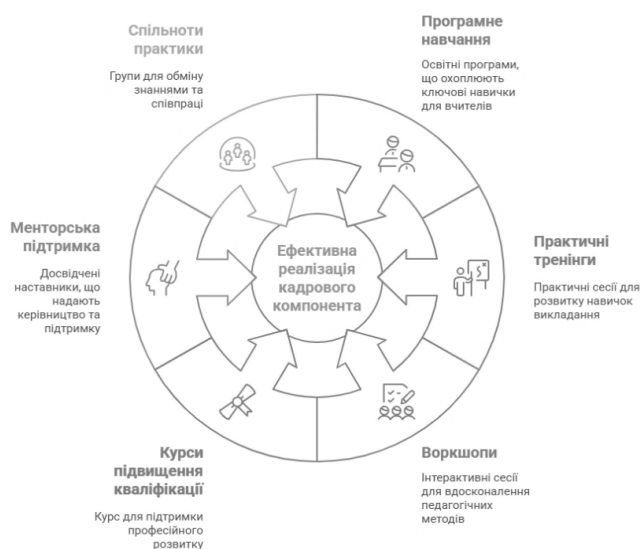 Спільноти
практики
Групи для обміну
знаннями та
співпраці
Програмне
навчання
Освітні програми,
що охоплюють
ключові навички
для вчителів
Менторська
підтримка
Досвідчені
наставники, що
надають
керівництво та
підтримку
Ефективна
реалізація
кадрового
компонента
Практичні
тренінги
Практичні сесії для
розвитку навичок
викладання
Курси
підвищення
кваліфікації
Курс для підтримки
професійного
розвитку
Воркшопи
Інтерактивні сесії
для вдосконалення
педагогічних
методів